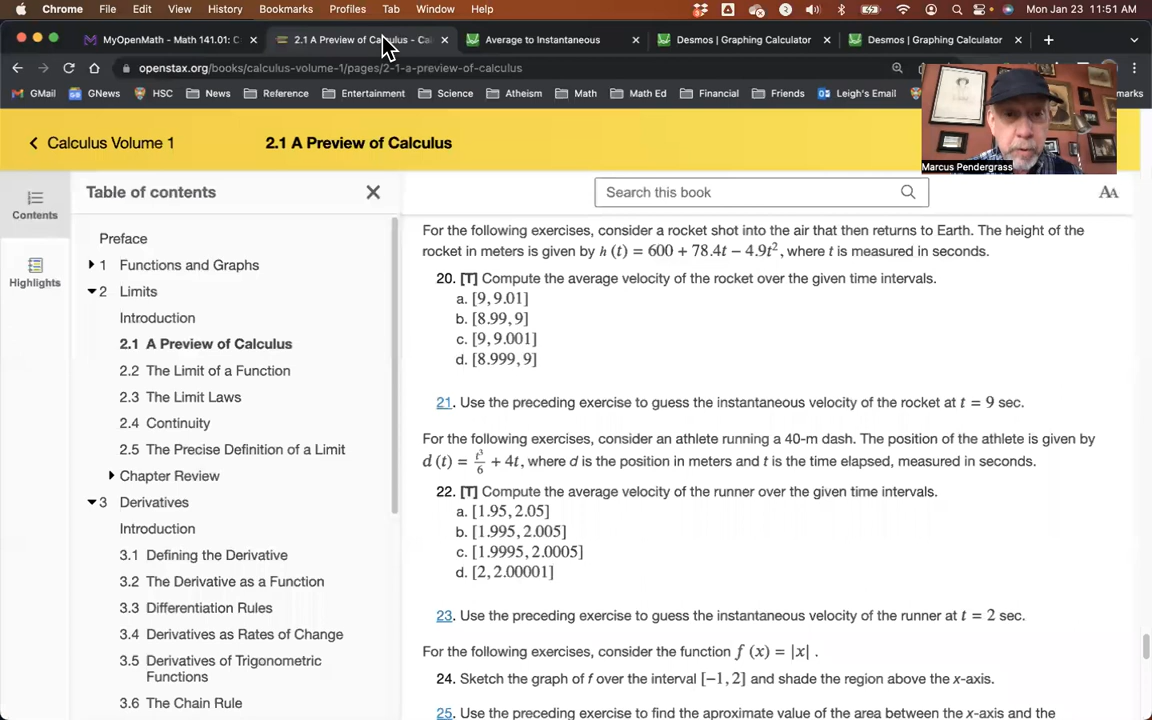 Chrome File Edit View History Bookmarks Profiles Tab Window Help Mon Jan 23 11:51 AM
MyOpenMath - Math 141.01: C 2.1 A Preview of Calculus - Ca Average to Instantaneous Desmos | Graphing Calculator Desmos | Graphing Calculator
openstax.org/books/calculus-volume-1/pages/2-1-a-preview-of-calculus
GMail GNews HSC News Reference Entertainment Science Atheism Math Math Ed Financial Friends Leigh's Email
Calculus Volume 1 2.1 A Preview of Calculus
Marcus Pendergrass
Contents
Highlights
Table of contents
Search this book
AA
Preface
1 Functions and Graphs
2 Limits
Introduction
2.1 A Preview of Calculus
2.2 The Limit of a Function
2.3 The Limit Laws
2.4 Continuity
2.5 The Precise Definition of a Limit
Chapter Review
3 Derivatives
Introduction
3.1 Defining the Derivative
3.2 The Derivative as a Function
3.3 Differentiation Rules
3.4 Derivatives as Rates of Change
3.5 Derivatives of Trigonometric
Functions
3.6 The Chain Rule
For the following exercises, consider a rocket shot into the air that then returns to Earth. The height of the
rocket in meters is given by h (t) = 600 + 78.4t − 4.9t², where t is measured in seconds.
20. [T] Compute the average velocity of the rocket over the given time intervals.
a. [9, 9.01]
b. [8.99, 9]
c. [9, 9.001]
d. [8.999, 9]
21. Use the preceding exercise to guess the instantaneous velocity of the rocket at t = 9 sec.
For the following exercises, consider an athlete running a 40-m dash. The position of the athlete is given by
d (t) = t³/6 + 4t, where d is the position in meters and t is the time elapsed, measured in seconds.
22. [T] Compute the average velocity of the runner over the given time intervals.
a. [1.95, 2.05]
b. [1.995, 2.005]
c. [1.9995, 2.0005]
d. [2, 2.00001]
23. Use the preceding exercise to guess the instantaneous velocity of the runner at t = 2 sec.
For the following exercises, consider the function f (x) = |x| .
24. Sketch the graph of f over the interval [−1, 2] and shade the region above the x-axis.
25. Use the preceding exercise to find the aproximate value of the area between the x-axis and the